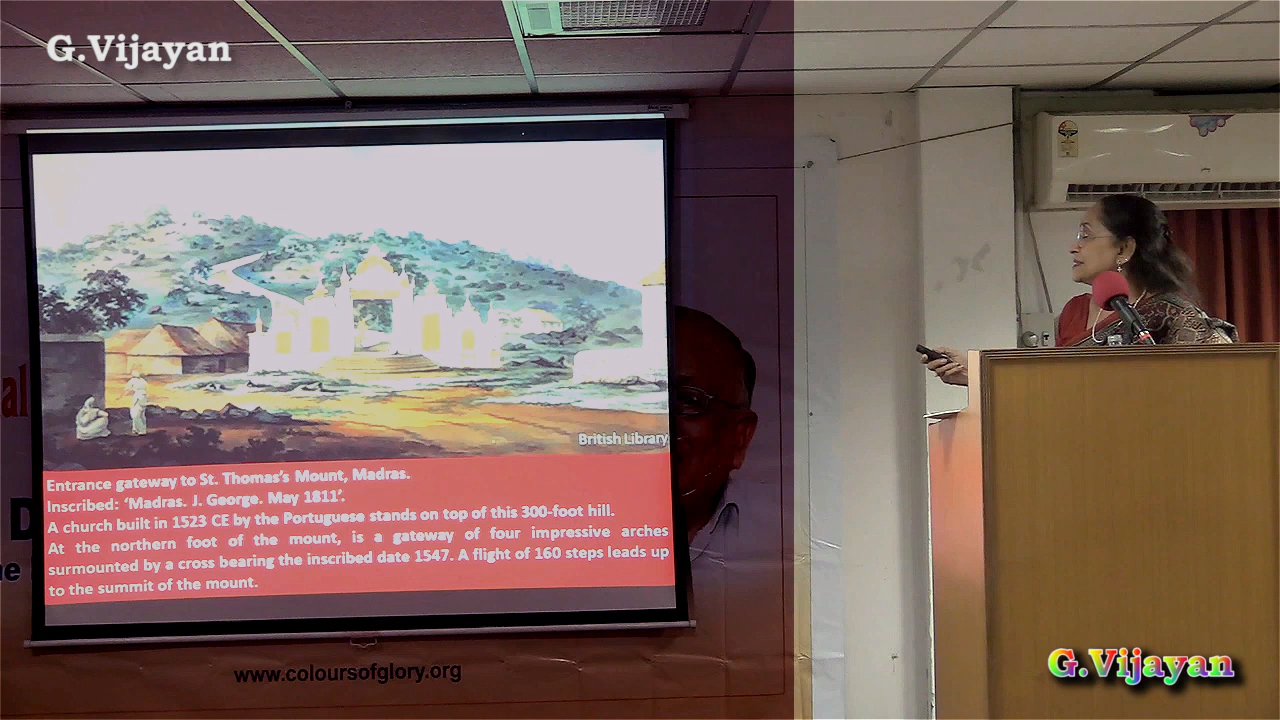 G.Vijayan
British Library
Entrance gateway to St. Thomas's Mount, Madras.
Inscribed: 'Madras. J. George. May 1811'.
A church built in 1523 CE by the Portuguese stands on top of this 300-foot hill.
At the northern foot of the mount, is a gateway of four impressive arches
surmounted by a cross bearing the inscribed date 1547. A flight of 160 steps leads up
to the summit of the mount.
www.coloursofglory.org
G.Vijayan